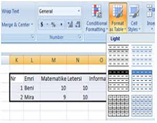 Wrap Text
General
Merge & Center
$ % ,
Conditional Formatting
Format as Table
Cell Styles
Number
Light
K L M N O
Nr Emri Matematike Letersi Informa
1 Beni 10 10
2 Mira 9 10